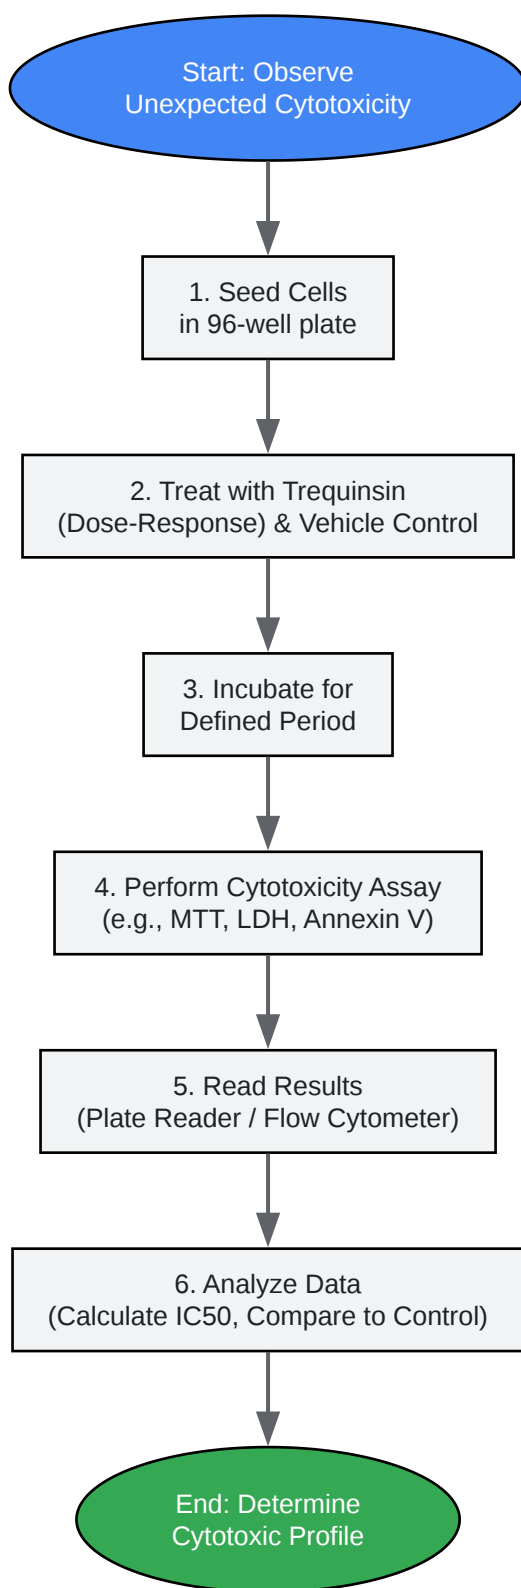 Start: Observe
Unexpected Cytotoxicity
1. Seed Cells
in 96-well plate
2. Treat with Trequinsin
(Dose-Response) & Vehicle Control
3. Incubate for
Defined Period
4. Perform Cytotoxicity Assay
(e.g., MTT, LDH, Annexin V)
5. Read Results
(Plate Reader / Flow Cytometer)
6. Analyze Data
(Calculate IC50, Compare to Control)
End: Determine
Cytotoxic Profile